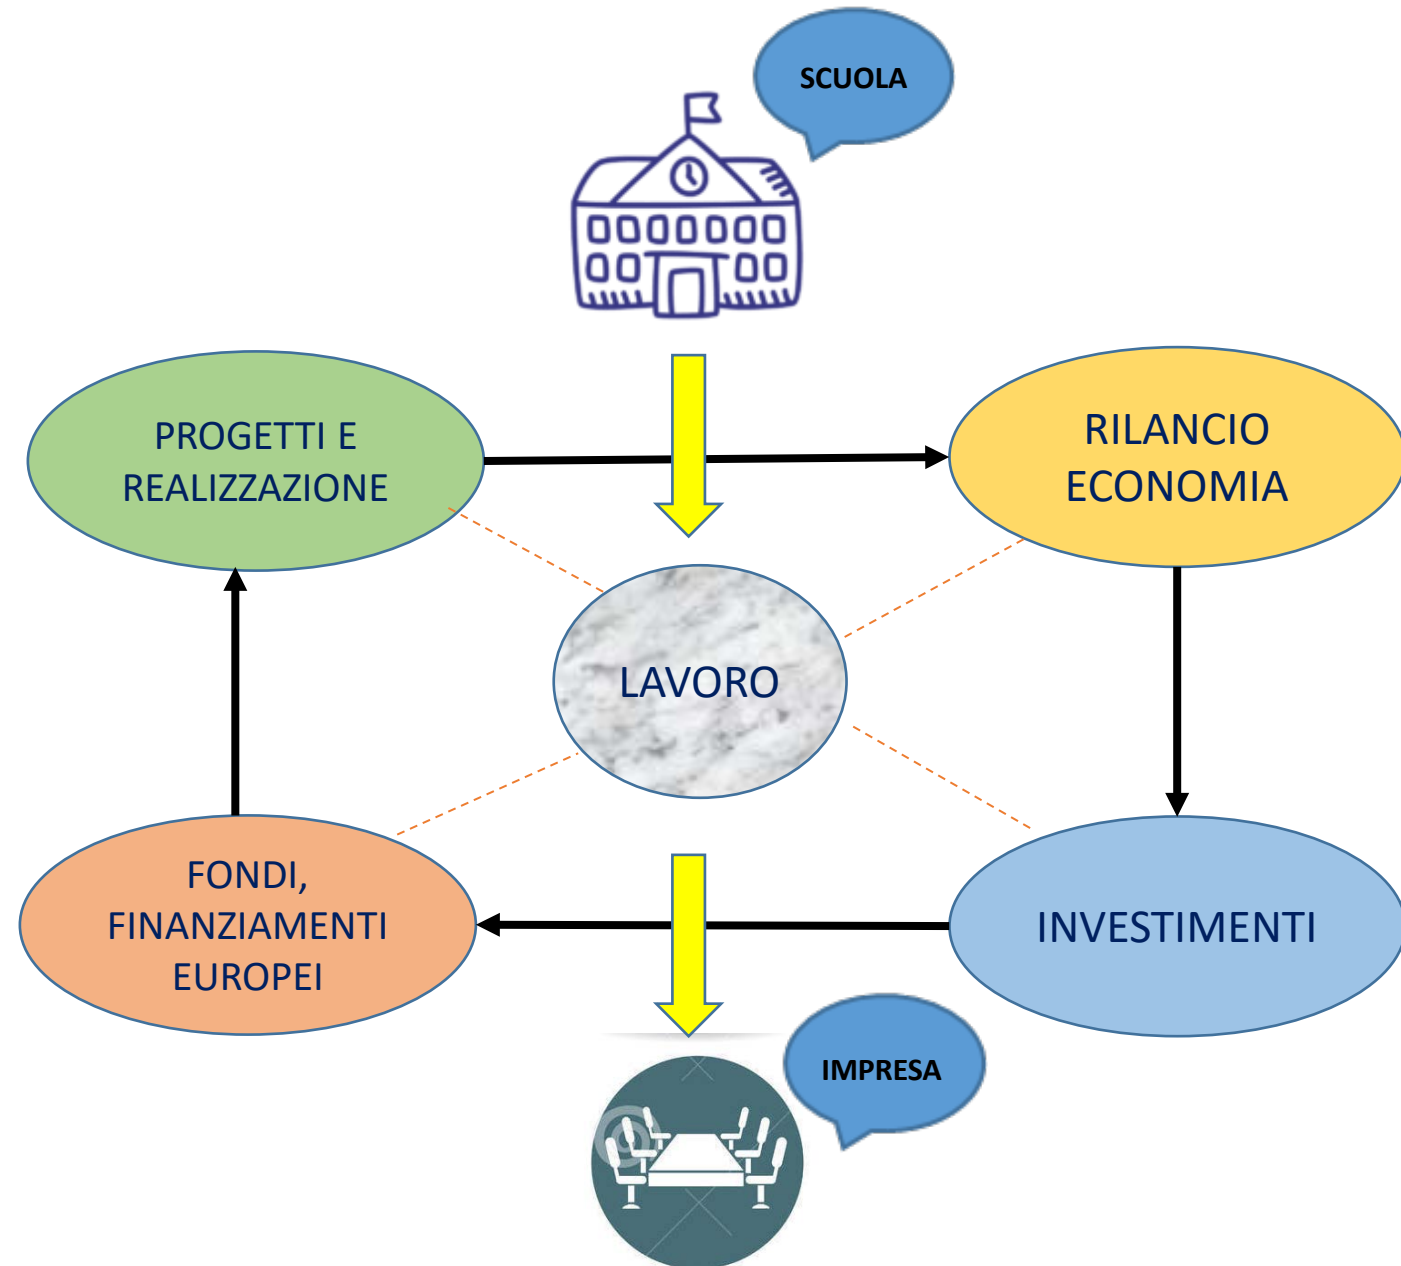 SCUOLA
PROGETTI E
REALIZZAZIONE
RILANCIO
ECONOMIA
LAVORO
FONDI,
FINANZIAMENTI
EUROPEI
INVESTIMENTI
IMPRESA